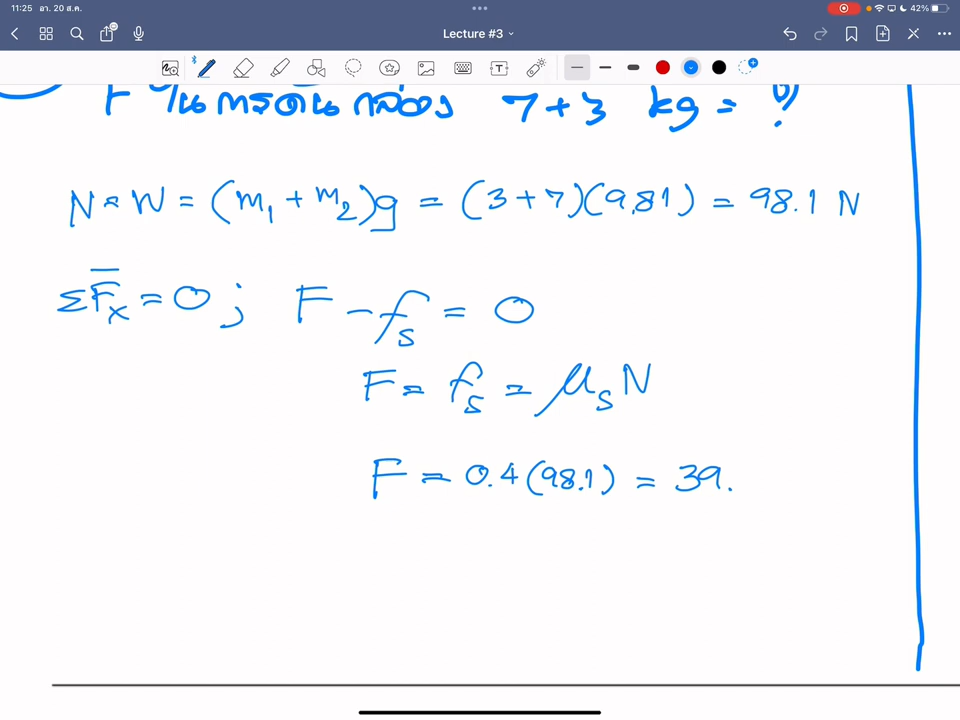 11:25 อา. 20 ส.ค.
42%
Lecture #3
F ในการดันกล่อง 7+3 kg = ?
N = W = (m₁ + m₂)g = (3+7)(9.81) = 98.1 N
ΣF̅ₓ = 0 ; F - fₛ = 0
F = fₛ = μₛN
F = 0.4(98.1) = 39.